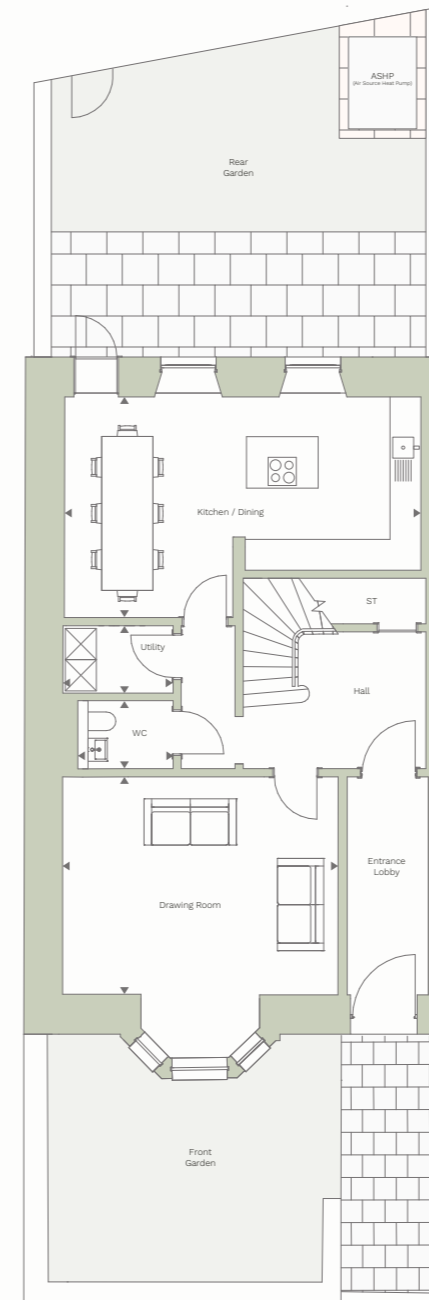 ASHP
(Air Source Heat Pump)
Rear
Garden
Kitchen / Dining
ST
Utility
Hall
WC
Entrance
Lobby
Drawing Room
Front
Garden